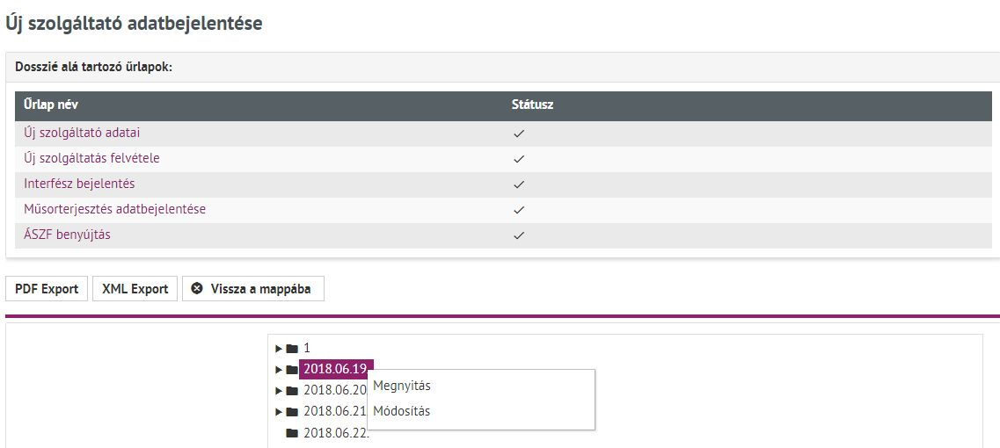 Új szolgáltató adatbejelentése
Dosszié alá tartozó űrlapok:
Űrlap név Státusz
Új szolgáltató adatai
Új szolgáltatás felvétele
Interfész bejelentés
Műsorterjesztés adatbejelentése
ÁSZF benyújtás
PDF Export XML Export Vissza a mappába
1
2018.06.19.
Megnyitás
2018.06.20
Módosítás
2018.06.21
2018.06.22.